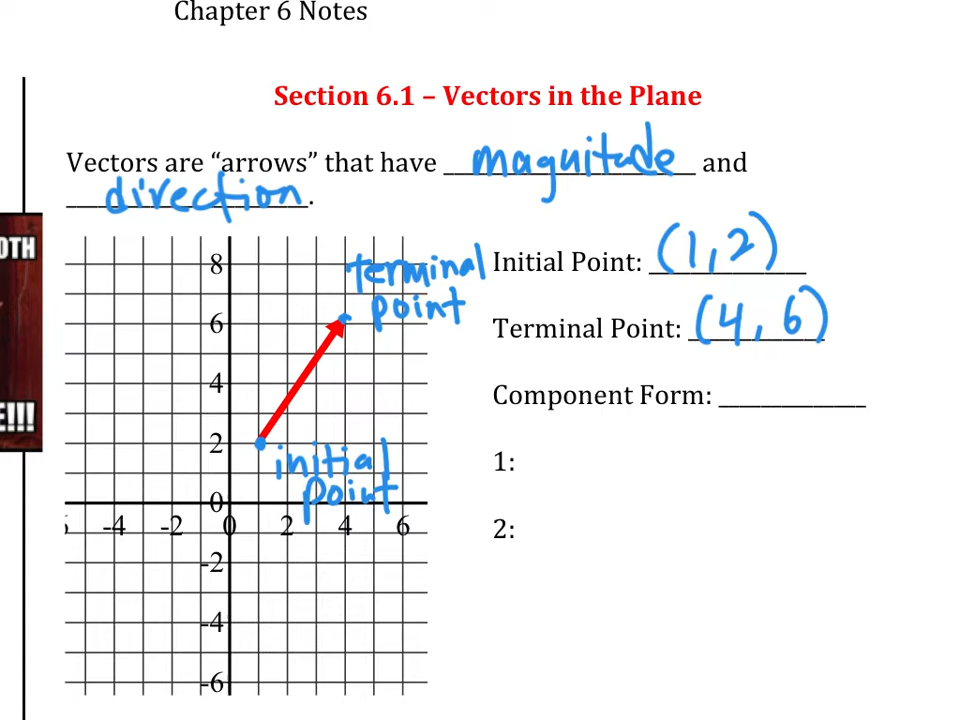 Chapter 6 Notes
Section 6.1 – Vectors in the Plane
Vectors are “arrows” that have magnitude and
direction.
OTH
E!!!
8
6
4
2
0
-2
-4
-6
-4 -2 0 2 4 6
terminal
point
initial
point
Initial Point: (1,2)
Terminal Point: (4, 6)
Component Form: ____________
1:
2: